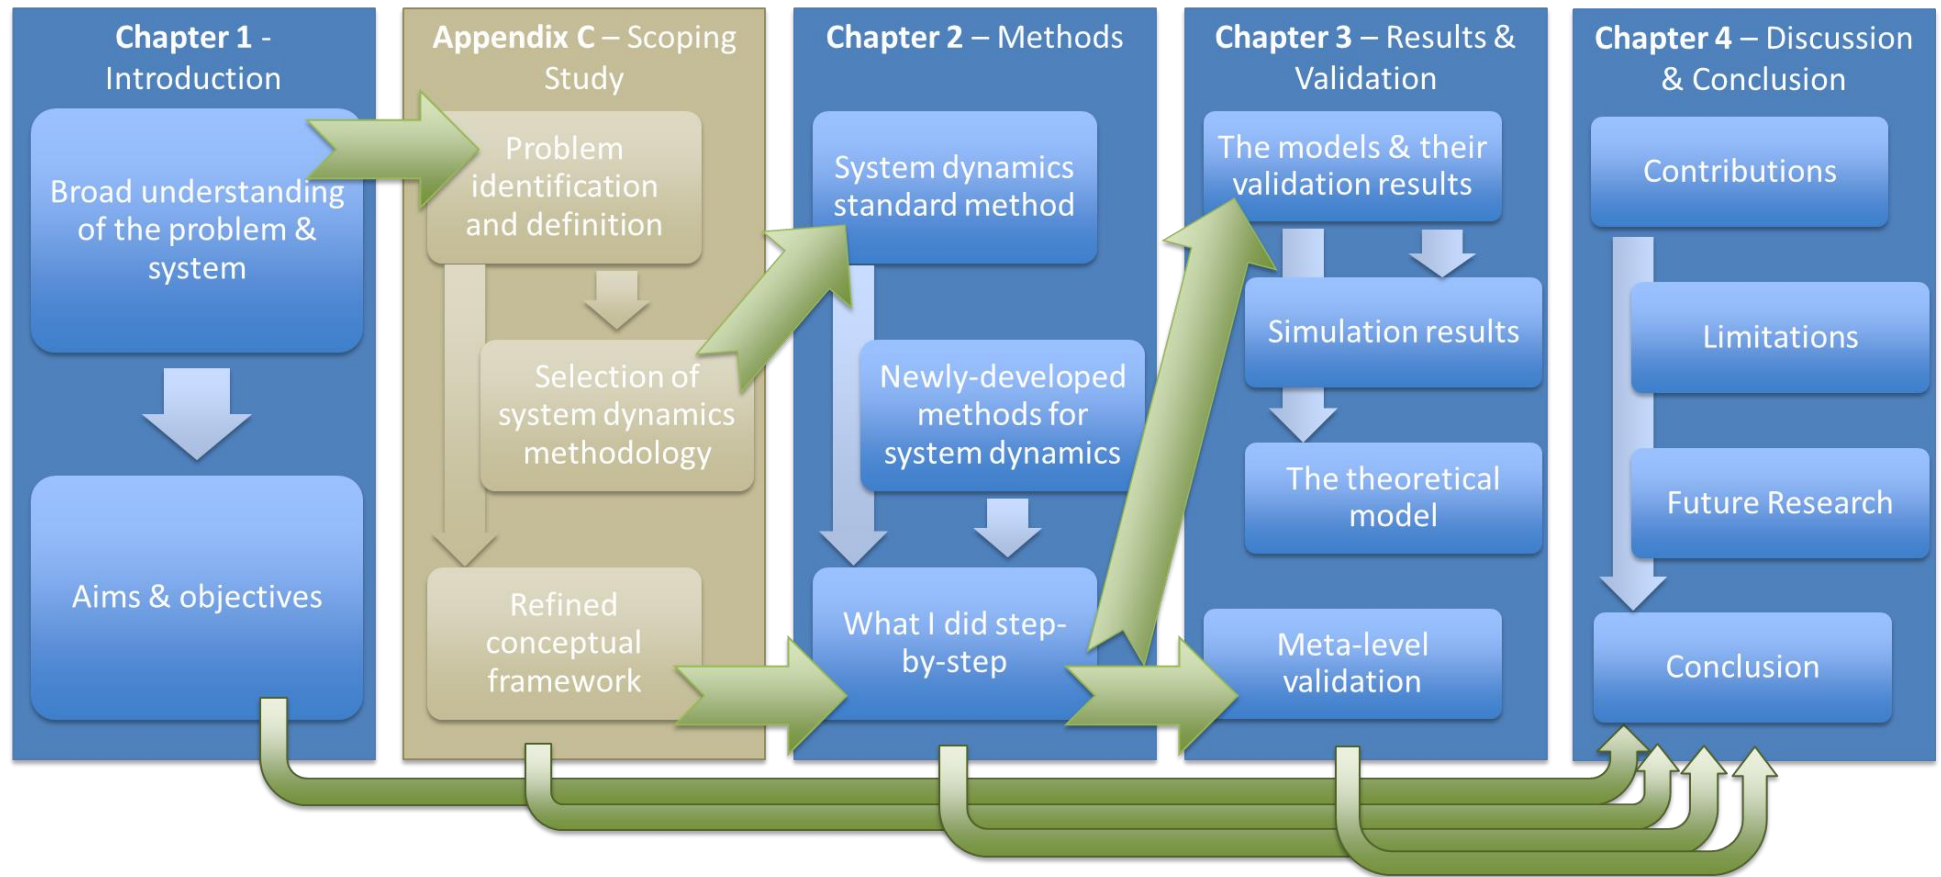 Chapter 1 -
Introduction
Broad understanding
of the problem &
system
Aims & objectives
Appendix C – Scoping
Study
Problem
identification
and definition
Selection of
system dynamics
methodology
Refined
conceptual
framework
Chapter 2 – Methods
System dynamics
standard method
Newly-developed
methods for
system dynamics
What I did step-
by-step
Chapter 3 – Results &
Validation
The models & their
validation results
Simulation results
The theoretical
model
Meta-level
validation
Chapter 4 – Discussion
& Conclusion
Contributions
Limitations
Future Research
Conclusion